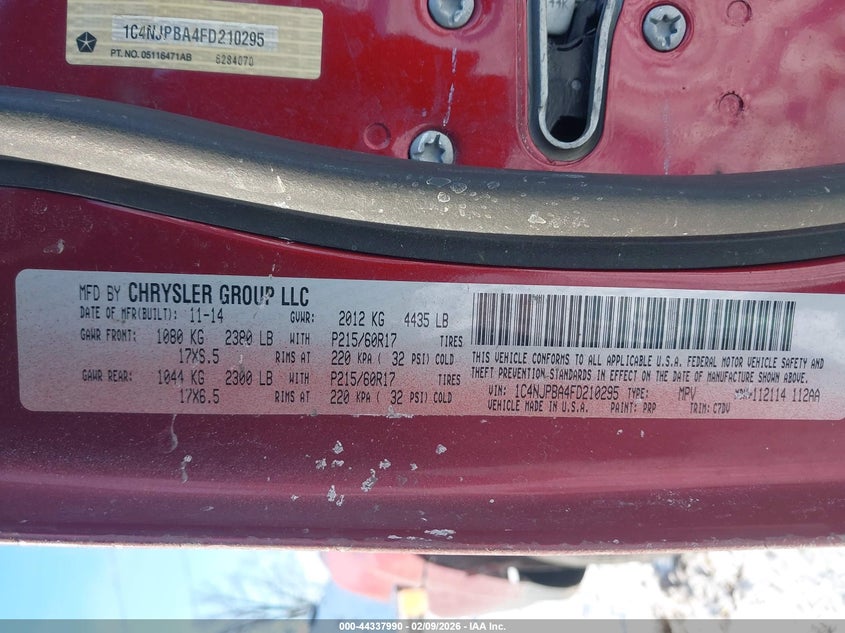 1C4NJPBA4FD210295
PT. NO. 05116471AB 6284070
MFD BY CHRYSLER GROUP LLC
DATE OF MFR(BUILT): 11-14 GVWR: 2012 KG 4435 LB
GAWR FRONT: 1080 KG 2380 LB WITH P215/60R17 TIRES
17X6.5 RIMS AT 220 KPA ( 32 PSI) COLD
GAWR REAR: 1044 KG 2300 LB WITH P215/60R17 TIRES
17X6.5 RIMS AT 220 KPA ( 32 PSI) COLD
THIS VEHICLE CONFORMS TO ALL APPLICABLE U.S.A. FEDERAL MOTOR VEHICLE SAFETY AND
THEFT PREVENTION STANDARDS IN EFFECT ON THE DATE OF MANUFACTURE SHOWN ABOVE.
VIN: 1C4NJPBA4FD210295 TYPE: MPV MDH:112114 112AA
VEHICLE MADE IN U.S.A. PAINT: PRP TRIM: C7DV
000-44337990 - 02/09/2026 - IAA Inc.